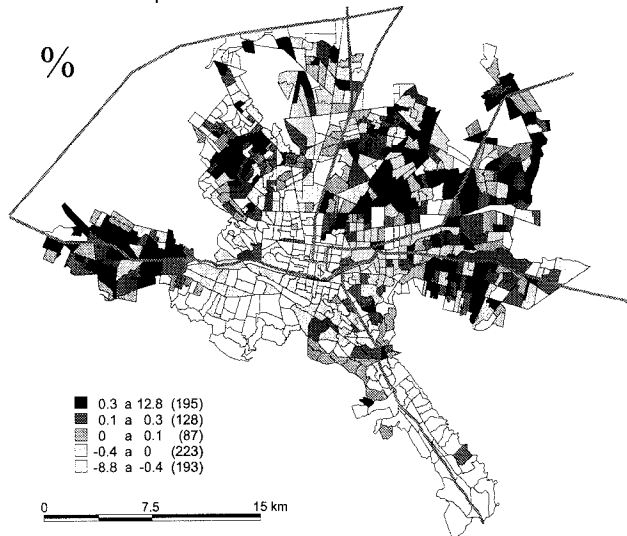 %
0.3 a 12.8 (195)
0.1 a 0.3 (128)
0 a 0.1 (87)
-0.4 a 0 (223)
-8.8 a -0.4 (193)
0 7.5 15 km